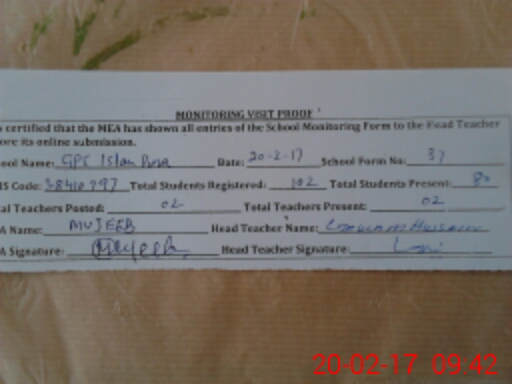 MONITORING VISIT PROOF
s certified that the MEA has shown all entries of the School Monitoring Form to the Head Teacher
ore its online submission.
ool Name: GPS Islam Pura Date: 20-2-17 School Form No: 37
IS Code: 38410797 Total Students Registered: 102 Total Students Present: 80
al Teachers Posted: 02 Total Teachers Present: 02
A Name: MUJEEB Head Teacher Name: Hussain
A Signature: Mujeeb Head Teacher Signature:
20-02-17 09:42